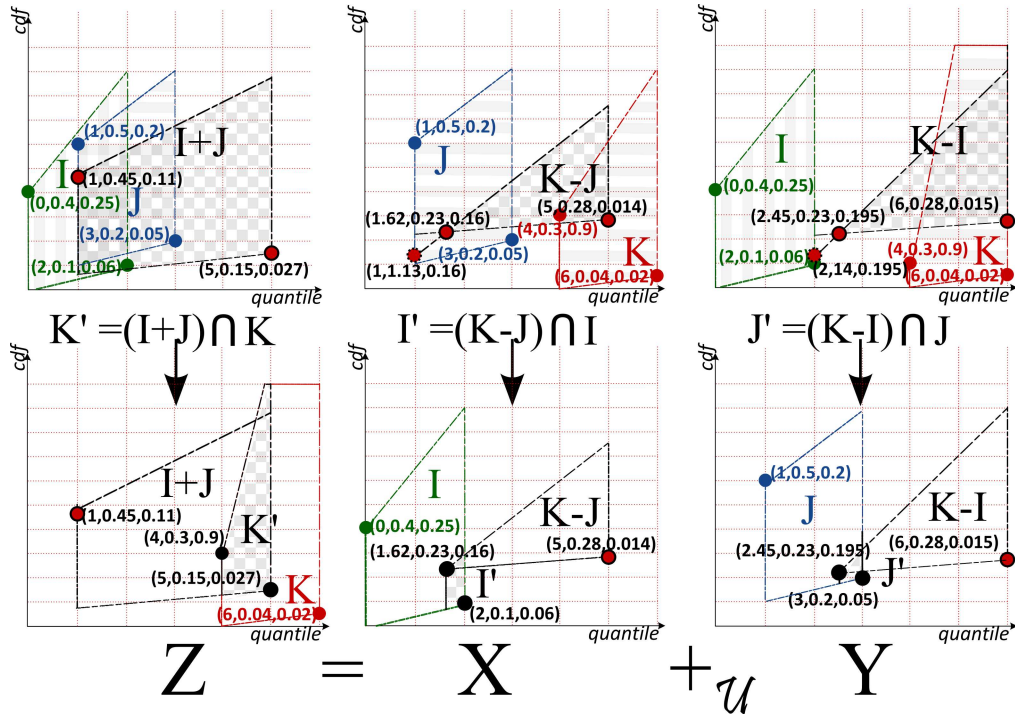 cdf
I+J
(1,0.5,0.2)
I
(1,0.45,0.11)
J
(0,0.4,0.25)
(3,0.2,0.05)
(2,0.1,0.06)
(5,0.15,0.027)
quantile
cdf
(1,0.5,0.2)
J
K-J
(1.62,0.23,0.16)
(5,0.28,0.014)
(4,0.3,0.9)
(3,0.2,0.05)
K
(1,1.13,0.16)
(6,0.04,0.02)
quantile
cdf
I
K-I
(0,0.4,0.25)
(2.45,0.23,0.195)
(6,0.28,0.015)
(2,0.1,0.06)
(4,0.3,0.9)
K
(2,14,0.195)
(6,0.04,0.02)
quantile
K' =(I+J)∩K
I' =(K-J)∩I
J' =(K-I)∩J
cdf
I+J
(1,0.45,0.11)
(4,0.3,0.9)
K'
(5,0.15,0.027)
K
(6,0.04,0.02)
quantile
cdf
I
K-J
(0,0.4,0.25)
(1.62,0.23,0.16)
(5,0.28,0.014)
I'
(2,0.1,0.06)
quantile
cdf
(1,0.5,0.2)
J
K-I
(2.45,0.23,0.195)
(6,0.28,0.015)
J'
(3,0.2,0.05)
quantile
Z = X +𝒰 Y